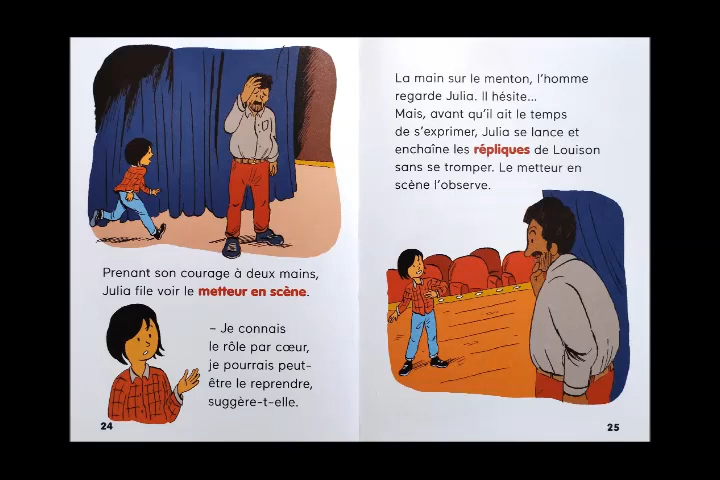 Prenant son courage à deux mains,
Julia file voir le metteur en scène.
– Je connais
le rôle par cœur,
je pourrais peut-
être le reprendre,
suggère-t-elle.
24
La main sur le menton, l'homme
regarde Julia. Il hésite...
Mais, avant qu'il ait le temps
de s'exprimer, Julia se lance et
enchaîne les répliques de Louison
sans se tromper. Le metteur en
scène l'observe.
25